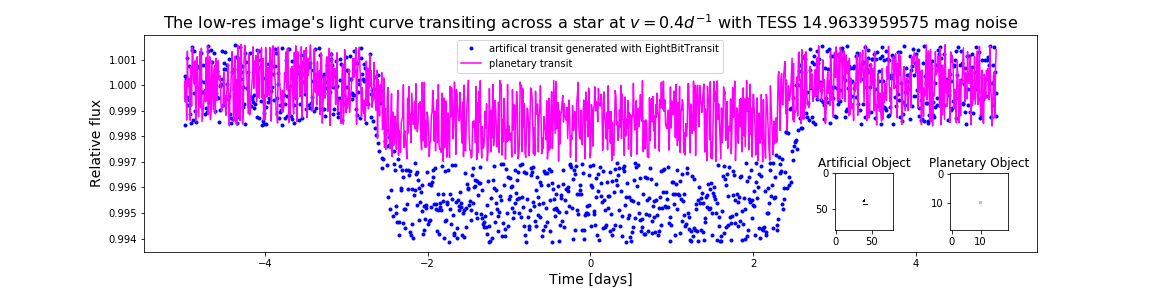 The low-res image's light curve transiting across a star at v = 0.4d⁻¹ with TESS 14.9633959575 mag noise
artifical transit generated with EightBitTransit
planetary transit
Relative flux
1.001
1.000
0.999
0.998
0.997
0.996
0.995
0.994
Artificial Object
0
50
0 50
Planetary Object
0
10
0 10
−4 −2 0 2 4
Time [days]